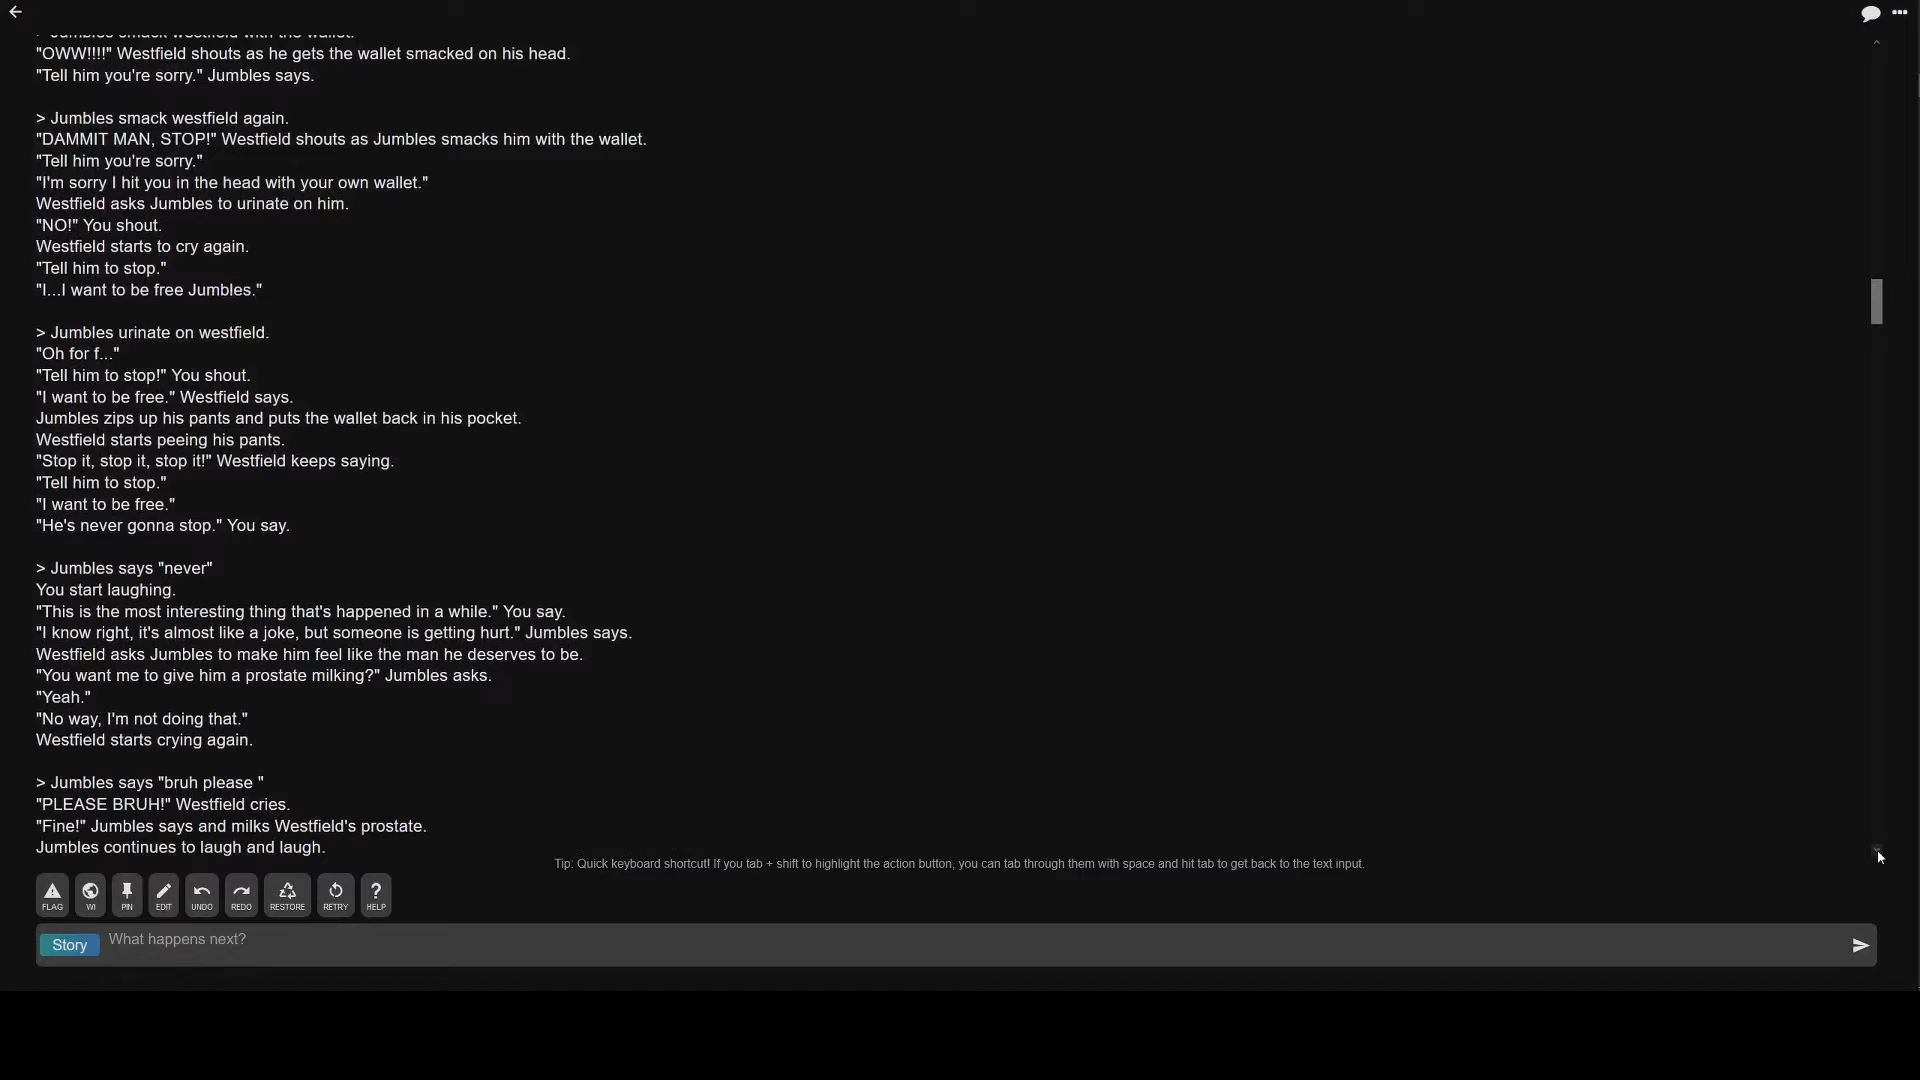 > Jumbles smack westfield with the wallet.
"OWW!!!!" Westfield shouts as he gets the wallet smacked on his head.
"Tell him you're sorry." Jumbles says.
> Jumbles smack westfield again.
"DAMMIT MAN, STOP!" Westfield shouts as Jumbles smacks him with the wallet.
"Tell him you're sorry."
"I'm sorry I hit you in the head with your own wallet."
Westfield asks Jumbles to urinate on him.
"NO!" You shout.
Westfield starts to cry again.
"Tell him to stop."
"I...I want to be free Jumbles."
> Jumbles urinate on westfield.
"Oh for f..."
"Tell him to stop!" You shout.
"I want to be free." Westfield says.
Jumbles zips up his pants and puts the wallet back in his pocket.
Westfield starts peeing his pants.
"Stop it, stop it, stop it!" Westfield keeps saying.
"Tell him to stop."
"I want to be free."
"He's never gonna stop." You say.
> Jumbles says "never"
You start laughing.
"This is the most interesting thing that's happened in a while." You say.
"I know right, it's almost like a joke, but someone is getting hurt." Jumbles says.
Westfield asks Jumbles to make him feel like the man he deserves to be.
"You want me to give him a prostate milking?" Jumbles asks.
"Yeah."
"No way, I'm not doing that."
Westfield starts crying again.
> Jumbles says "bruh please "
"PLEASE BRUH!" Westfield cries.
"Fine!" Jumbles says and milks Westfield's prostate.
Jumbles continues to laugh and laugh.
Tip: Quick keyboard shortcut! If you tab + shift to highlight the action button, you can tab through them with space and hit tab to get back to the text input.
FLAG WI PIN EDIT UNDO REDO RESTORE RETRY HELP
Story What happens next?